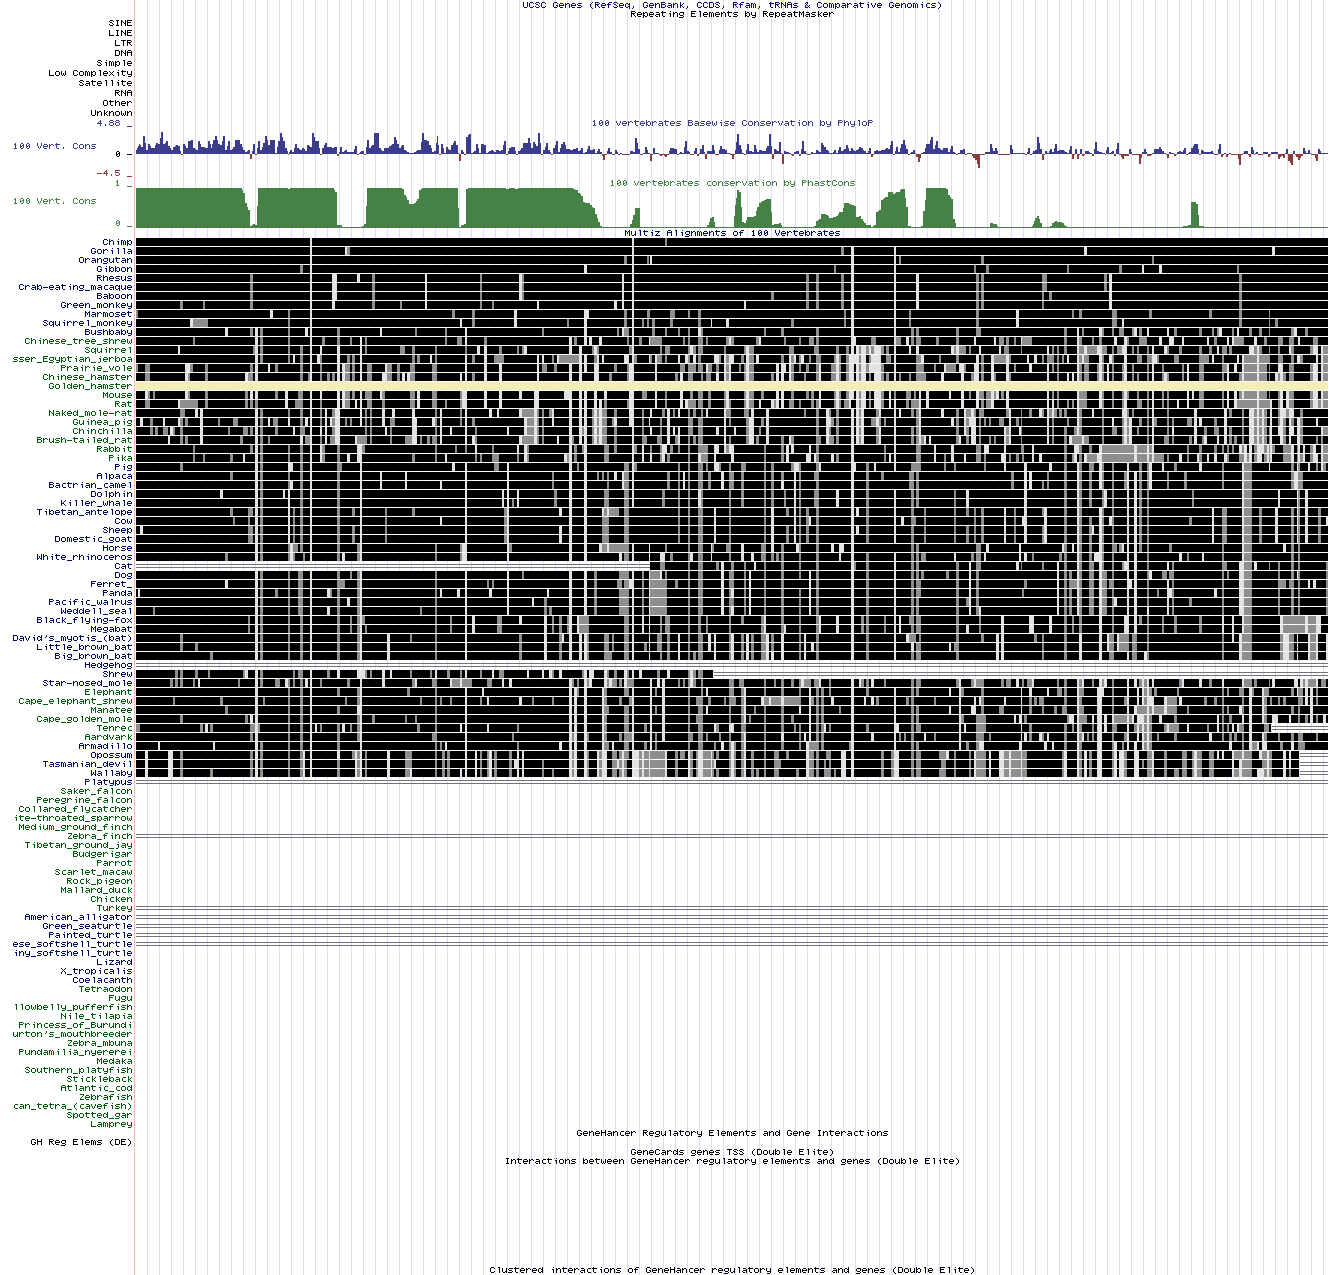 UCSC Genes (RefSeq, GenBank, CCDS, Rfam, tRNAs & Comparative Genomics)
Repeating Elements by RepeatMasker
SINE
LINE
LTR
DNA
Simple
Low Complexity
Satellite
RNA
Other
Unknown
4.88 _
100 vertebrates Basewise Conservation by PhyloP
100 Vert. Cons
0 _
-4.5 _
1 _
100 vertebrates conservation by PhastCons
100 Vert. Cons
0 _
Multiz Alignments of 100 Vertebrates
Chimp
Gorilla
Orangutan
Gibbon
Rhesus
Crab-eating_macaque
Baboon
Green_monkey
Marmoset
Squirrel_monkey
Bushbaby
Chinese_tree_shrew
Squirrel
sser_Egyptian_jerboa
Prairie_vole
Chinese_hamster
Golden_hamster
Mouse
Rat
Naked_mole-rat
Guinea_pig
Chinchilla
Brush-tailed_rat
Rabbit
Pika
Pig
Alpaca
Bactrian_camel
Dolphin
Killer_whale
Tibetan_antelope
Cow
Sheep
Domestic_goat
Horse
White_rhinoceros
Cat
Dog
Ferret_
Panda
Pacific_walrus
Weddell_seal
Black_flying-fox
Megabat
David's_myotis_(bat)
Little_brown_bat
Big_brown_bat
Hedgehog
Shrew
Star-nosed_mole
Elephant
Cape_elephant_shrew
Manatee
Cape_golden_mole
Tenrec
Aardvark
Armadillo
Opossum
Tasmanian_devil
Wallaby
Platypus
Saker_falcon
Peregrine_falcon
Collared_flycatcher
ite-throated_sparrow
Medium_ground_finch
Zebra_finch
Tibetan_ground_jay
Budgerigar
Parrot
Scarlet_macaw
Rock_pigeon
Mallard_duck
Chicken
Turkey
American_alligator
Green_seaturtle
Painted_turtle
ese_softshell_turtle
iny_softshell_turtle
Lizard
X_tropicalis
Coelacanth
Tetraodon
Fugu
llowbelly_pufferfish
Nile_tilapia
Princess_of_Burundi
urton's_mouthbreeder
Zebra_mbuna
Pundamilia_nyererei
Medaka
Southern_platyfish
Stickleback
Atlantic_cod
Zebrafish
can_tetra_(cavefish)
Spotted_gar
Lamprey
GeneHancer Regulatory Elements and Gene Interactions
GH Reg Elems (DE)
GeneCards genes TSS (Double Elite)
Interactions between GeneHancer regulatory elements and genes (Double Elite)
Clustered interactions of GeneHancer regulatory elements and genes (Double Elite)